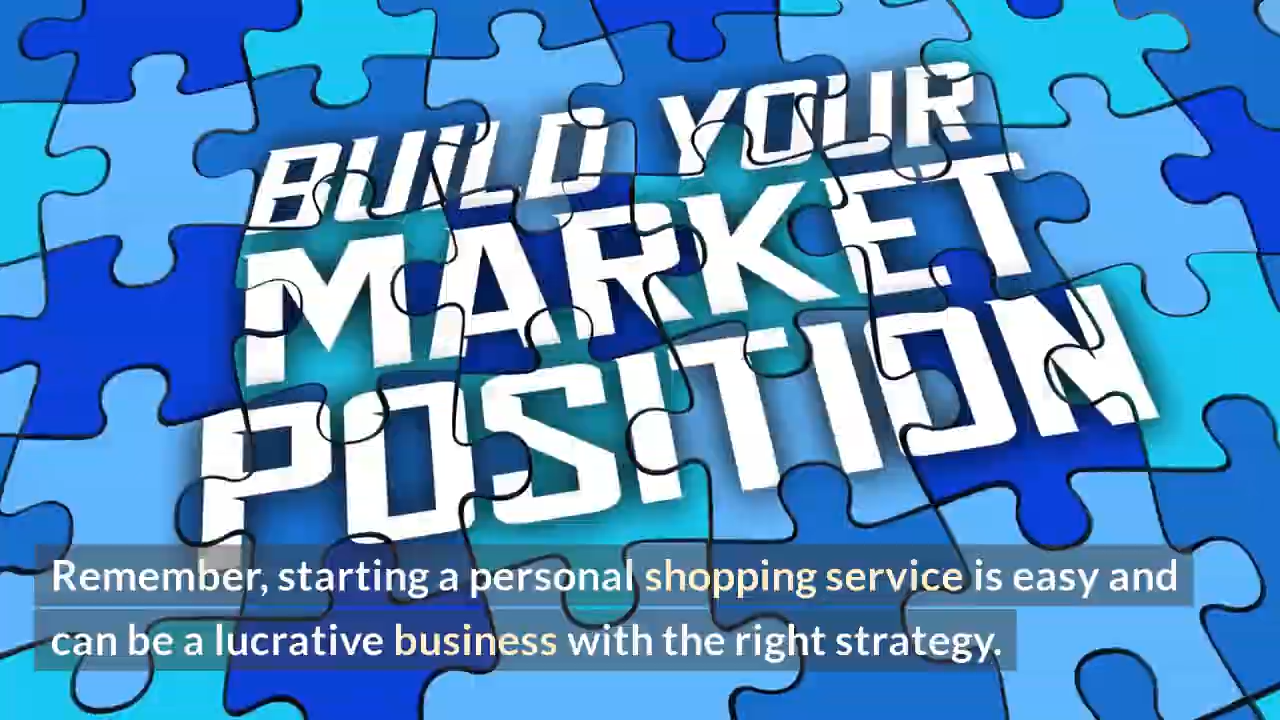 BUILD YOUR
MARKET
POSITION
Remember, starting a personal shopping service is easy and
can be a lucrative business with the right strategy.